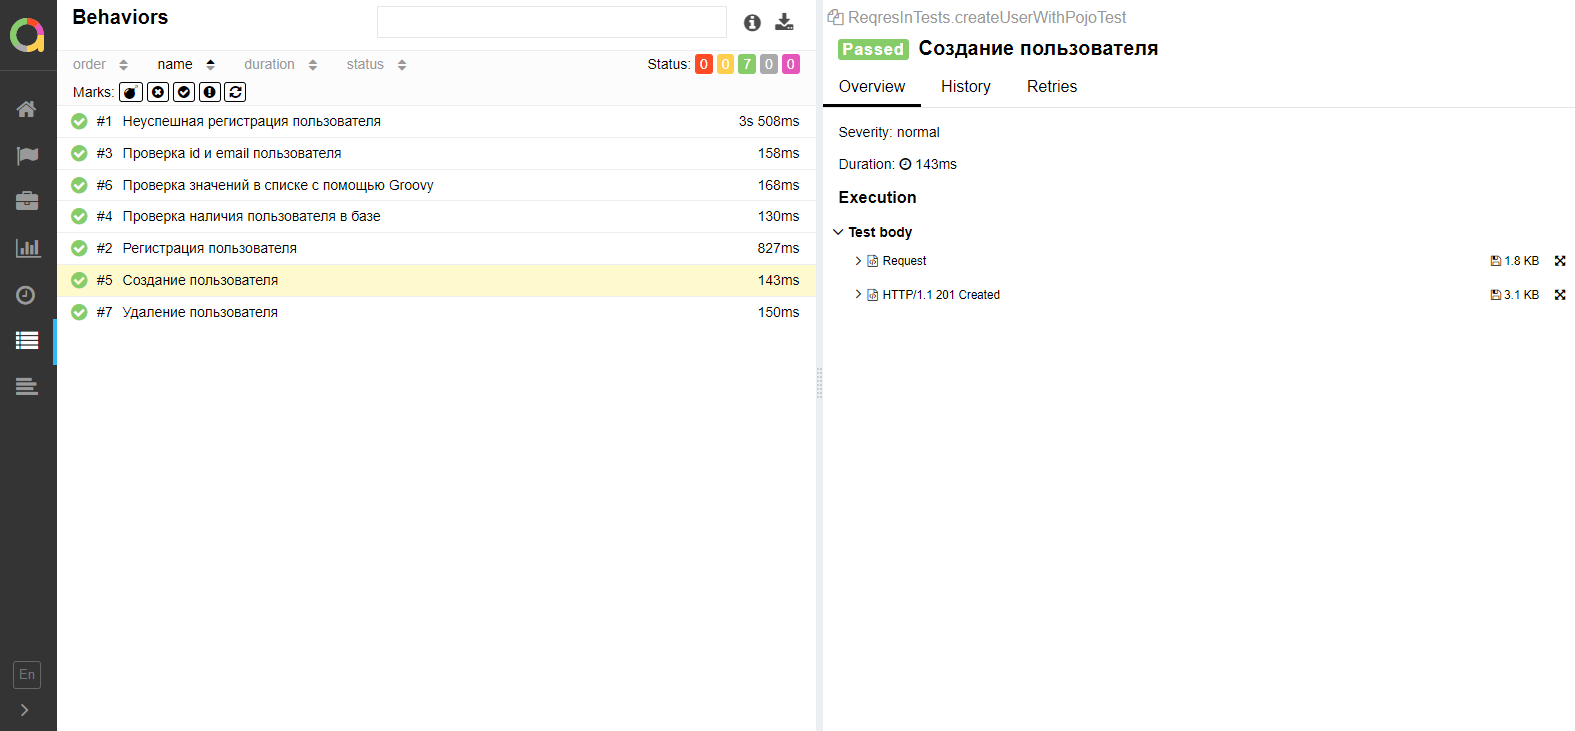 Behaviors
order name duration status Status: 0 0 7 0 0
Marks:
#1 Неуспешная регистрация пользователя 3s 508ms
#3 Проверка id и email пользователя 158ms
#6 Проверка значений в списке с помощью Groovy 168ms
#4 Проверка наличия пользователя в базе 130ms
#2 Регистрация пользователя 827ms
#5 Создание пользователя 143ms
#7 Удаление пользователя 150ms
En
ReqresInTests.createUserWithPojoTest
Passed Создание пользователя
Overview History Retries
Severity: normal
Duration: 143ms
Execution
Test body
Request 1.8 KB
HTTP/1.1 201 Created 3.1 KB